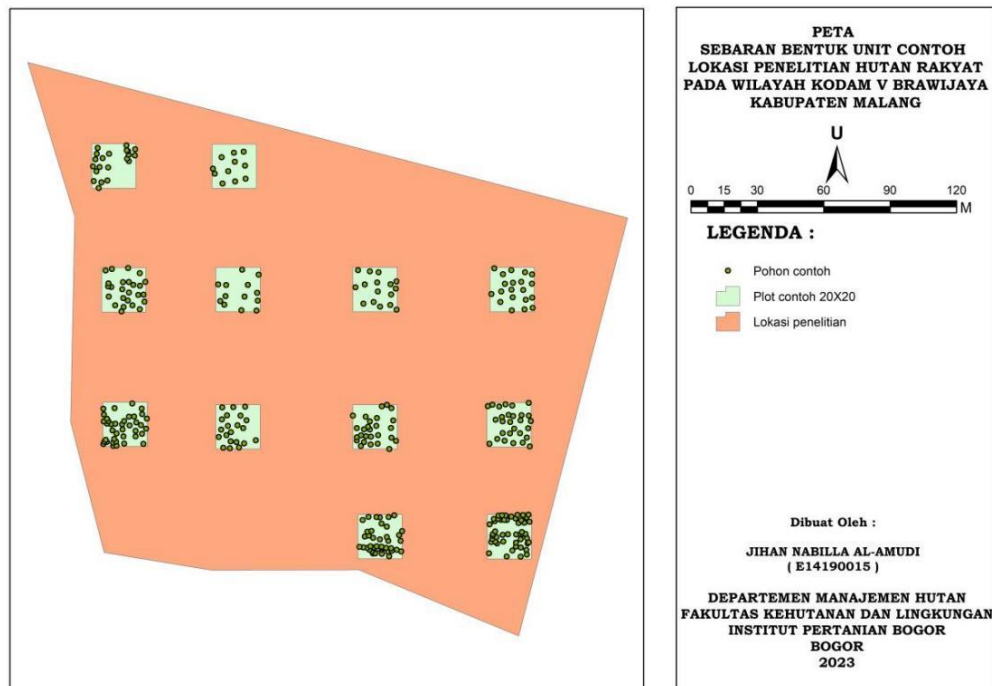 PETA
SEBARAN BENTUK UNIT CONTOH
LOKASI PENELITIAN HUTAN RAKYAT
PADA WILAYAH KODAM V BRAWIJAYA
KABUPATEN MALANG
U
0 15 30 60 90 120
M
LEGENDA :
Pohon contoh
Plot contoh 20X20
Lokasi penelitian
Dibuat Oleh :
JIHAN NABILLA AL-AMUDI
( E14190015 )
DEPARTEMEN MANAJEMEN HUTAN
FAKULTAS KEHUTANAN DAN LINGKUNGAN
INSTITUT PERTANIAN BOGOR
BOGOR
2023